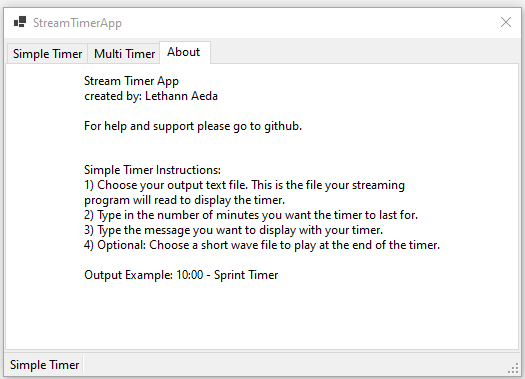 StreamTimerApp
Simple Timer
Multi Timer
About
Stream Timer App
created by: Lethann Aeda
For help and support please go to github.
Simple Timer Instructions:
1) Choose your output text file. This is the file your streaming
program will read to display the timer.
2) Type in the number of minutes you want the timer to last for.
3) Type the message you want to display with your timer.
4) Optional: Choose a short wave file to play at the end of the timer.
Output Example: 10:00 - Sprint Timer
Simple Timer